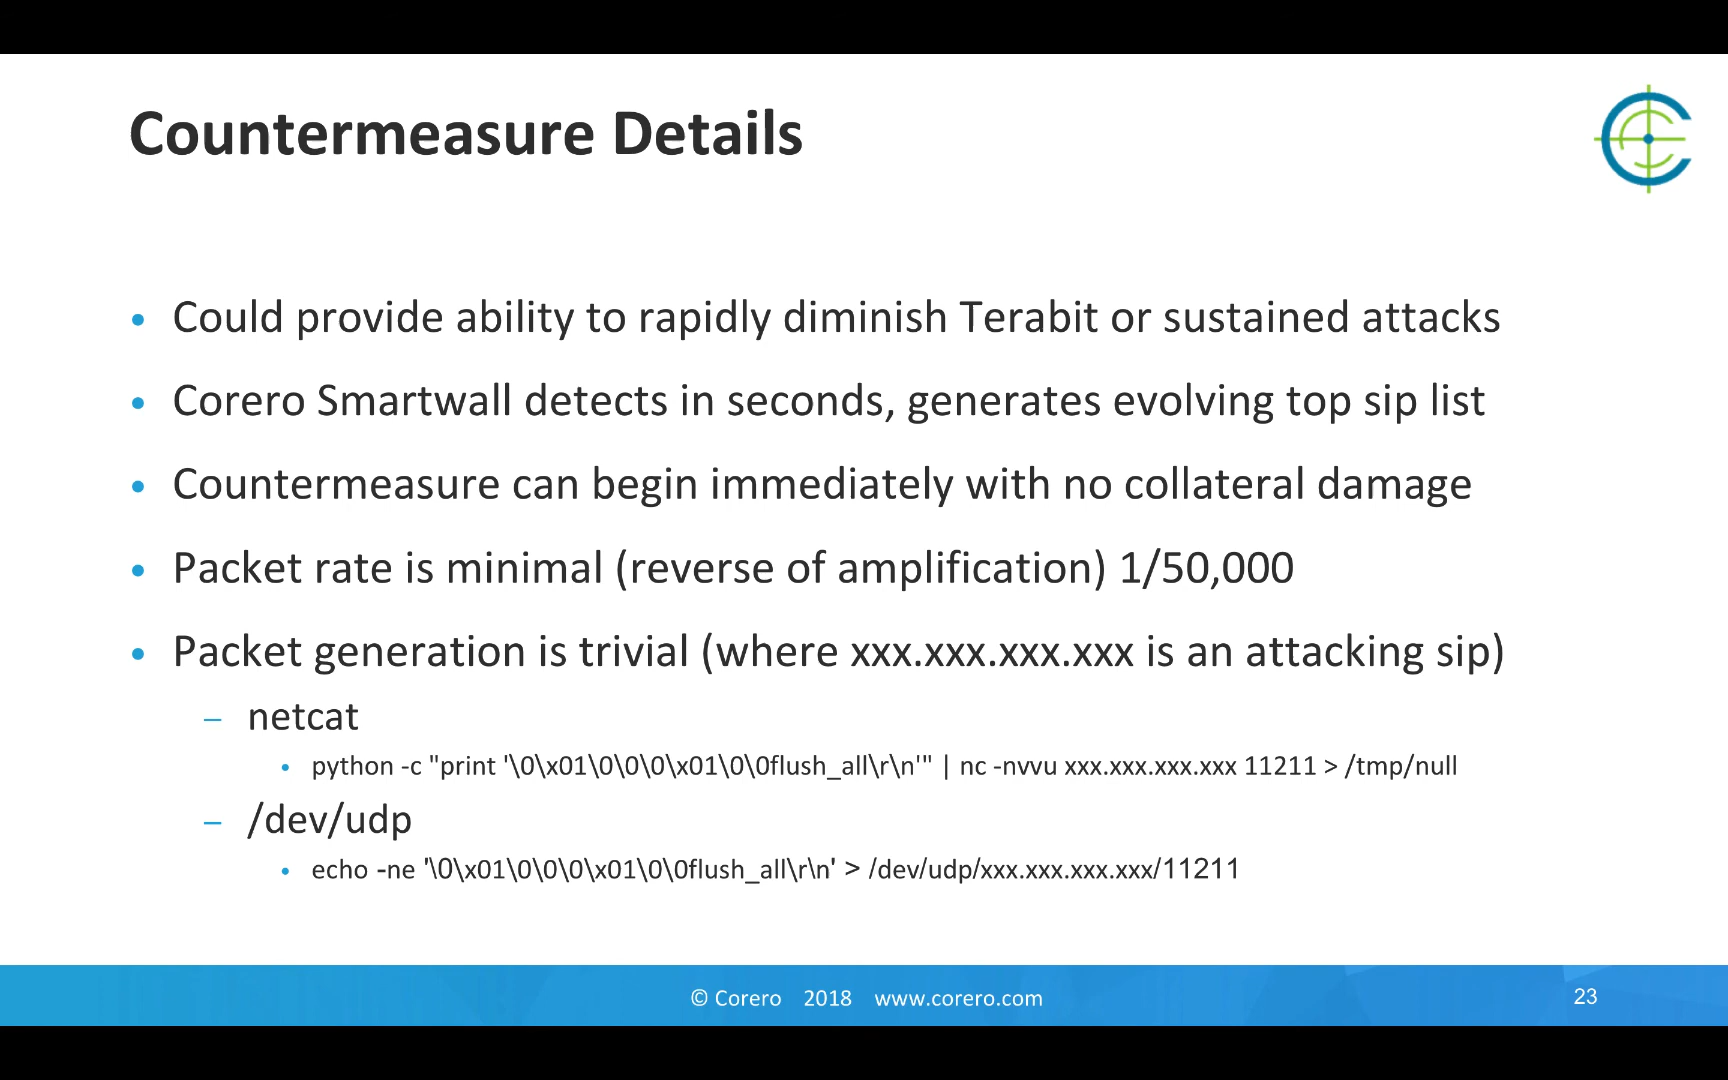 Countermeasure Details
• Could provide ability to rapidly diminish Terabit or sustained attacks
• Corero Smartwall detects in seconds, generates evolving top sip list
• Countermeasure can begin immediately with no collateral damage
• Packet rate is minimal (reverse of amplification) 1/50,000
• Packet generation is trivial (where xxx.xxx.xxx.xxx is an attacking sip)
– netcat
• python -c "print '\0\x01\0\0\0\x01\0\0flush_all\r\n'" | nc -nvvu xxx.xxx.xxx.xxx 11211 > /tmp/null
– /dev/udp
• echo -ne '\0\x01\0\0\0\x01\0\0flush_all\r\n' > /dev/udp/xxx.xxx.xxx.xxx/11211
© Corero 2018 www.corero.com
23